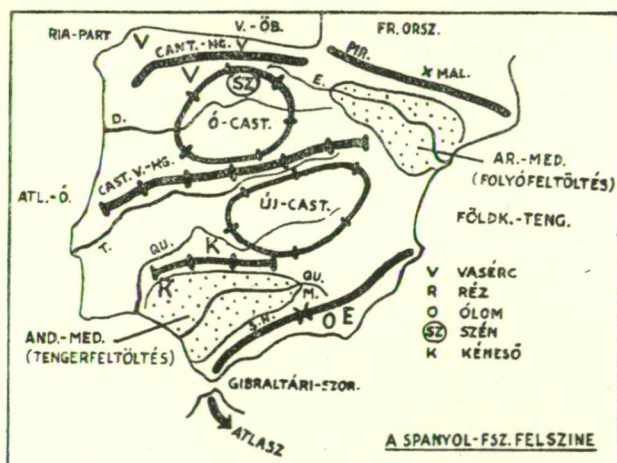 V.-ÖB.
RIA-PART
V
CANT.-HG.
V
FR. ORSZ.
PIR.
X MAL.
V
SZ
E.
D.
Ó-CAST.
AR.-MED.
(FOLYÓFELTÖLTÉS)
CAST. V.-HG.
ATL.-Ó.
ÚJ-CAST.
FÖLDK.-TENG.
T.
QU.
K
QU.
M.
S.N.
O E
AND.-MED.
(TENGERFELTÖLTÉS)
V VASÉRC
R RÉZ
O ÓLOM
SZ SZÉN
K KÉNESŐ
GIBRALTÁRI-SZOR.
ATLASZ
A SPANYOL-FSZ. FELSZINE